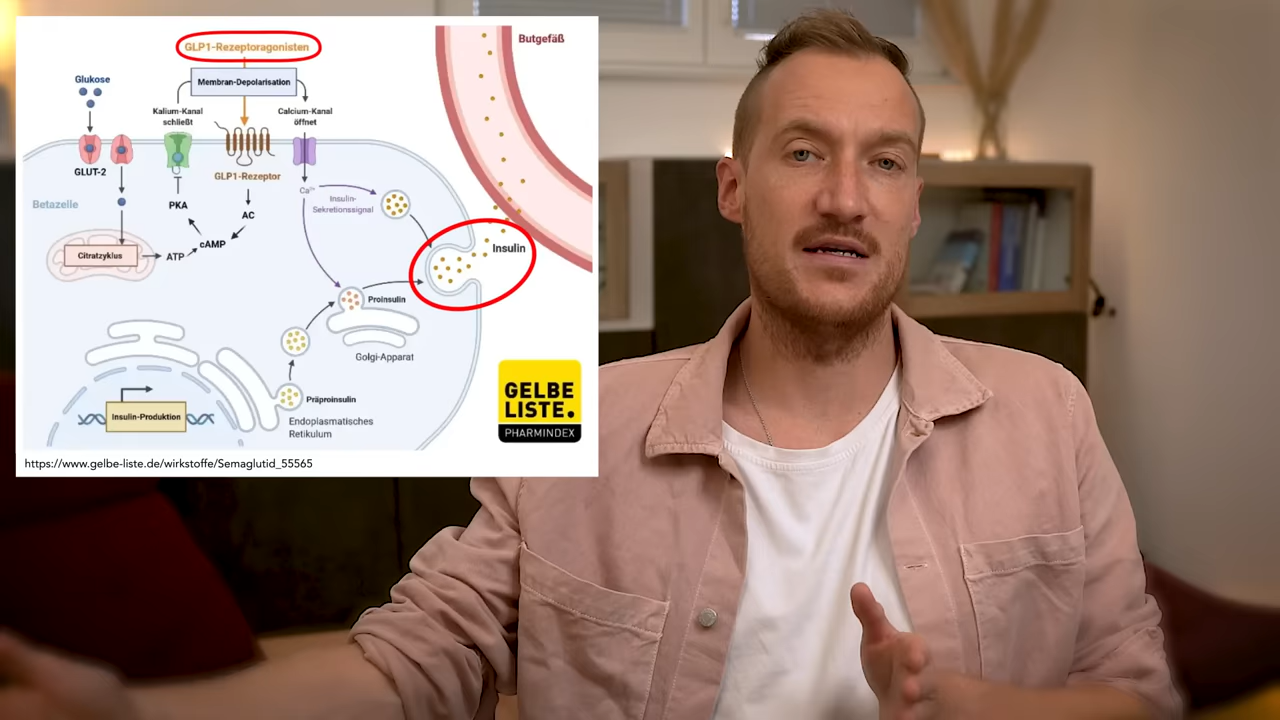 GLP1-Rezeptoragonisten
Butgefäß
Glukose
Membran-Depolarisation
Kalium-Kanal
schließt
Calcium-Kanal
öffnet
GLUT-2
GLP1-Rezeptor
Ca²⁺
Insulin-
Sekretionssignal
Betazelle
PKA
AC
cAMP
Citratzyklus
ATP
Insulin
Proinsulin
Golgi-Apparat
Präproinsulin
Insulin-Produktion
Endoplasmatisches
Retikulum
GELBE
LISTE.
PHARMINDEX
https://www.gelbe-liste.de/wirkstoffe/Semaglutid_55565